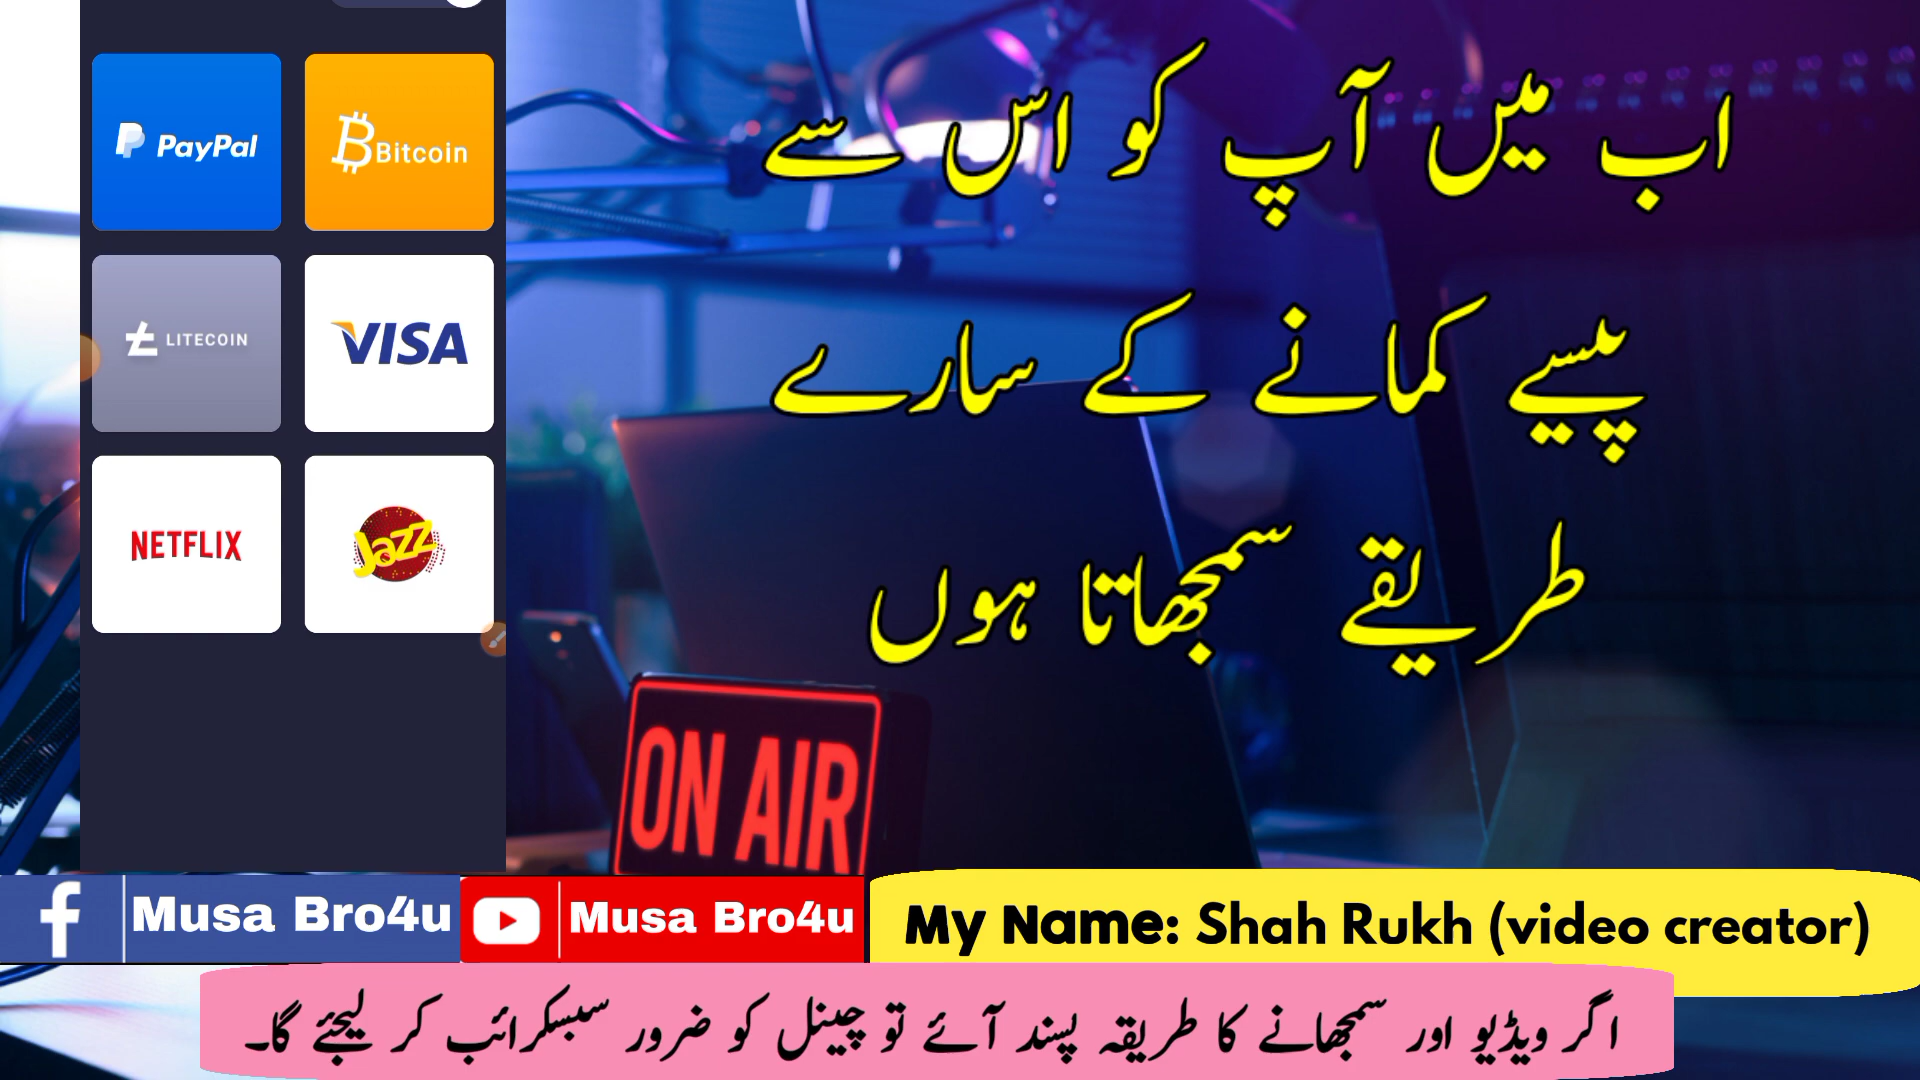 PayPal
Bitcoin
LITECOIN
VISA
NETFLIX
Jazz
اب میں آپ کو اس سے
پیسے کمانے کے سارے
طریقے سمجھاتا ہوں
ON AIR
Musa Bro4u
Musa Bro4u
My Name: Shah Rukh (video creator)
اگر ویڈیو اور سمجھانے کا طریقہ پسند آئے تو چینل کو ضرور سبسکرائب کر لیجئے گا۔